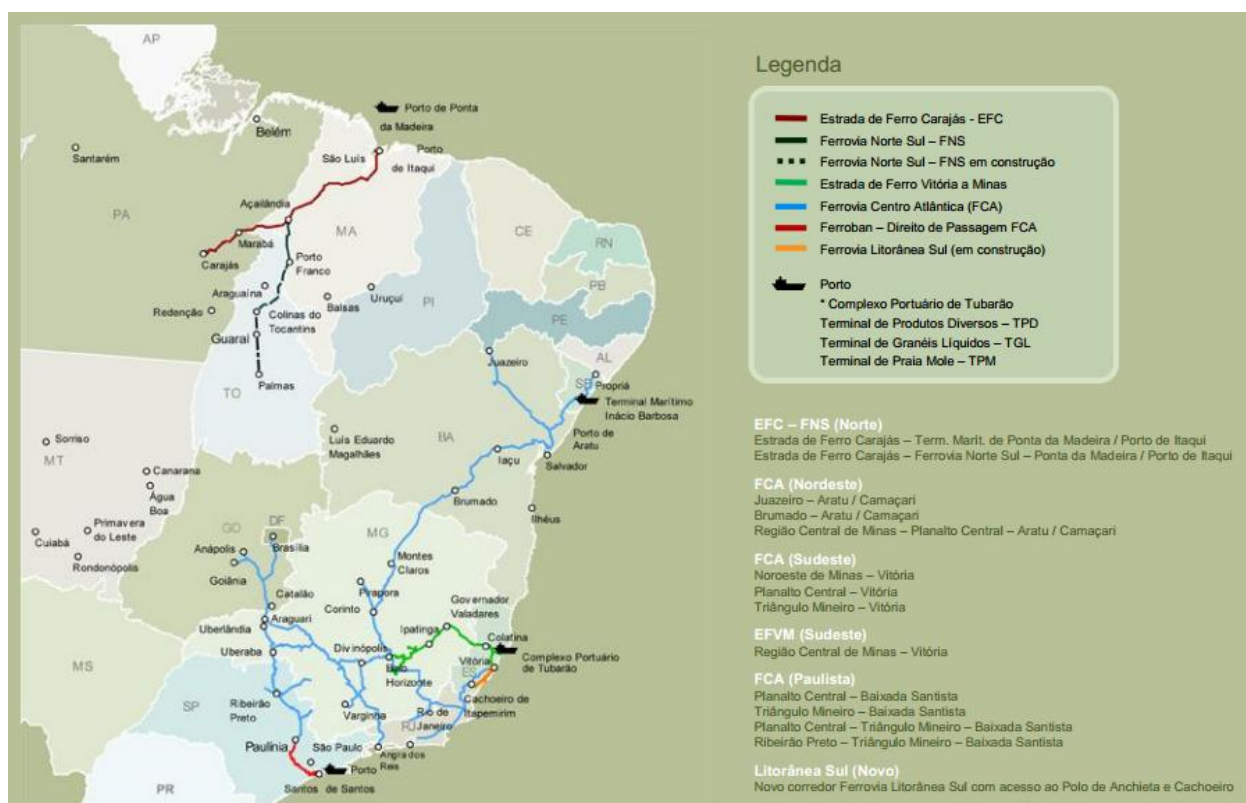 AP
Porto de Ponta
da Madeira
Belém
Santarém
São Luís
Porto
de Itaqui
PA
Açailândia
MA
CE
RN
Marabá
Carajás
Porto
Franco
PB
Araguaína
PI
Balsas
Uruçuí
Redenção
Colinas do
Tocantins
PE
Guaraí
Juazeiro
AL
Palmas
TO
SE
Propriá
Terminal Marítimo
Inácio Barbosa
Sorriso
Luís Eduardo
Magalhães
BA
Porto de
Aratu
MT
Iaçu
Salvador
Canarana
Água
Boa
Brumado
Ilhéus
GO
DF
Primavera
do Leste
MG
Cuiabá
Anápolis
Brasília
Rondonópolis
Montes
Claros
Goiânia
Pirapora
Catalão
Governador
Valadares
Corinto
Araguari
Uberlândia
Ipatinga
Colatina
Divinópolis
Uberaba
Belo
Horizonte
Vitória
Complexo Portuário
de Tubarão
MS
ES
Ribeirão
Preto
SP
Varginha
Cachoeiro de
Itapemirim
Rio de
Janeiro
RJ
Paulínia
São Paulo
Angra dos
Reis
Porto
de Santos
Santos
PR
Legenda
Estrada de Ferro Carajás - EFC
Ferrovia Norte Sul – FNS
Ferrovia Norte Sul – FNS em construção
Estrada de Ferro Vitória a Minas
Ferrovia Centro Atlântica (FCA)
Ferroban – Direito de Passagem FCA
Ferrovia Litorânea Sul (em construção)
Porto
* Complexo Portuário de Tubarão
Terminal de Produtos Diversos – TPD
Terminal de Granéis Líquidos – TGL
Terminal de Praia Mole – TPM
EFC – FNS (Norte)
Estrada de Ferro Carajás – Term. Marít. de Ponta da Madeira / Porto de Itaqui
Estrada de Ferro Carajás – Ferrovia Norte Sul – Ponta da Madeira / Porto de Itaqui
FCA (Nordeste)
Juazeiro – Aratu / Camaçari
Brumado – Aratu / Camaçari
Região Central de Minas – Planalto Central – Aratu / Camaçari
FCA (Sudeste)
Noroeste de Minas – Vitória
Planalto Central – Vitória
Triângulo Mineiro – Vitória
EFVM (Sudeste)
Região Central de Minas – Vitória
FCA (Paulista)
Planalto Central – Baixada Santista
Triângulo Mineiro – Baixada Santista
Planalto Central – Triângulo Mineiro – Baixada Santista
Ribeirão Preto – Triângulo Mineiro – Baixada Santista
Litorânea Sul (Novo)
Novo corredor Ferrovia Litorânea Sul com acesso ao Polo de Anchieta e Cachoeiro